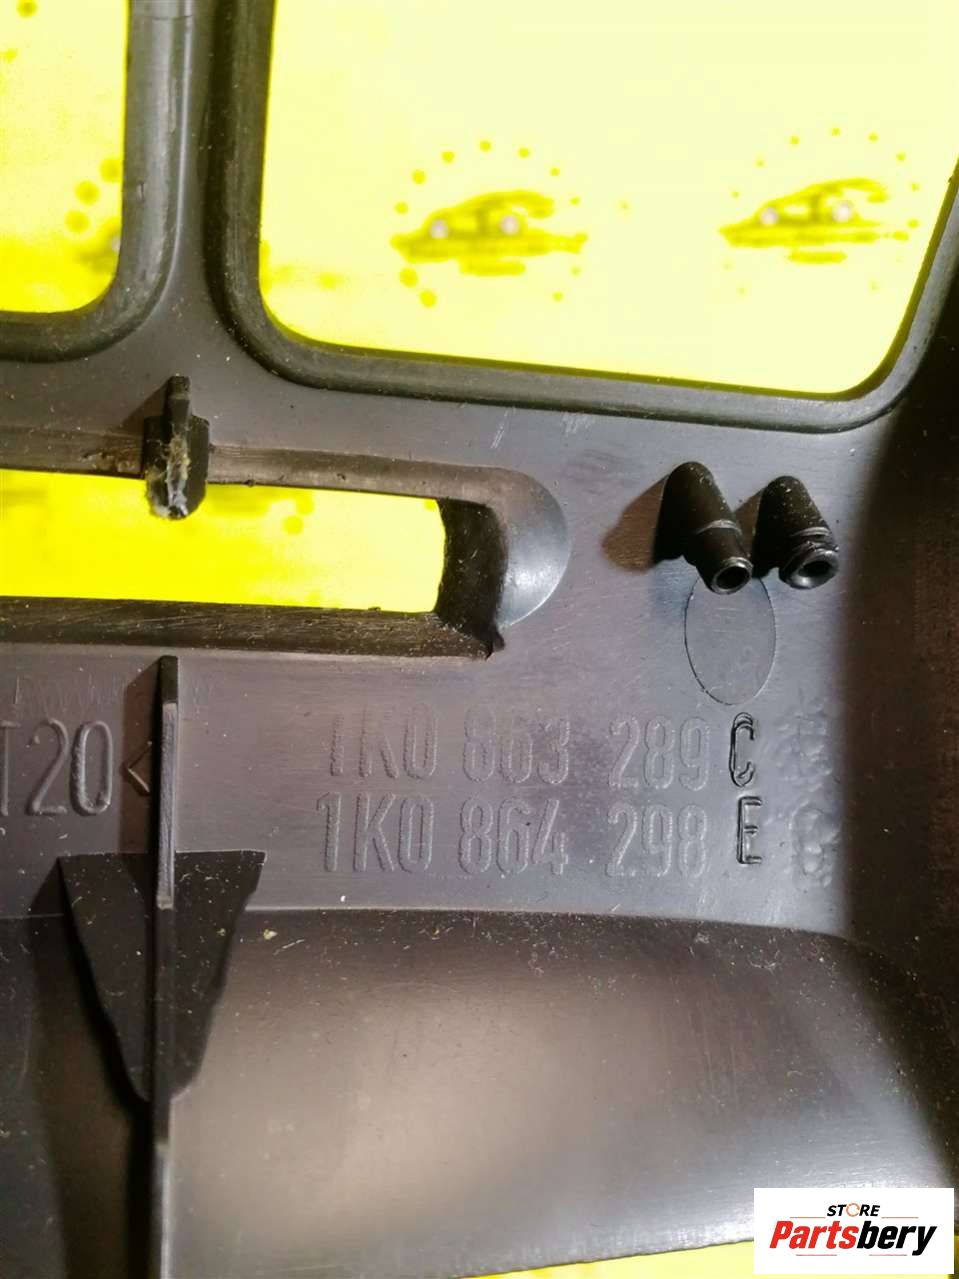 T20<
1K0 863 289 C
1K0 864 298 E
STORE
Partsbery